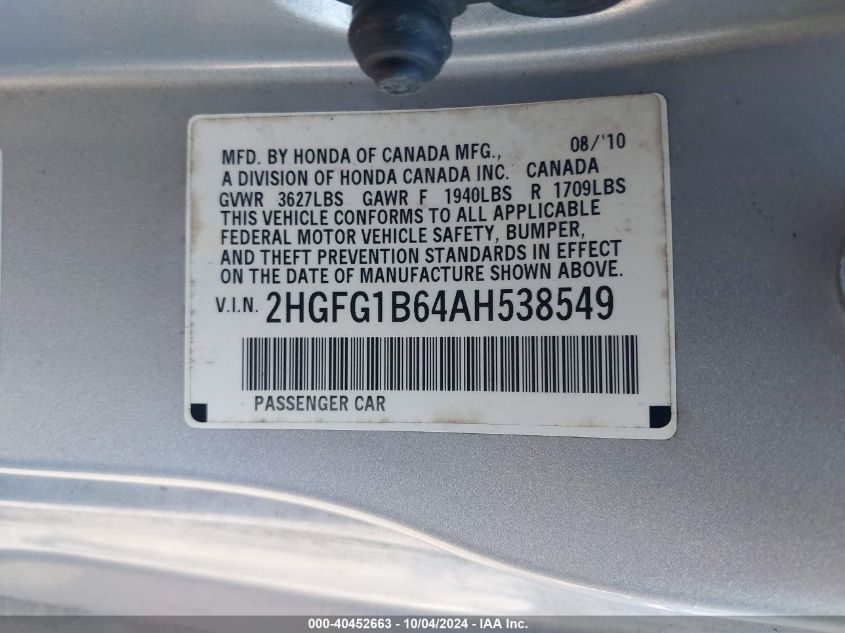 08/'10
MFD. BY HONDA OF CANADA MFG.,
A DIVISION OF HONDA CANADA INC. CANADA
GVWR 3627LBS GAWR F 1940LBS R 1709LBS
THIS VEHICLE CONFORMS TO ALL APPLICABLE
FEDERAL MOTOR VEHICLE SAFETY, BUMPER,
AND THEFT PREVENTION STANDARDS IN EFFECT
ON THE DATE OF MANUFACTURE SHOWN ABOVE.
V.I.N. 2HGFG1B64AH538549
PASSENGER CAR
000-40452663 - 10/04/2024 - IAA Inc.